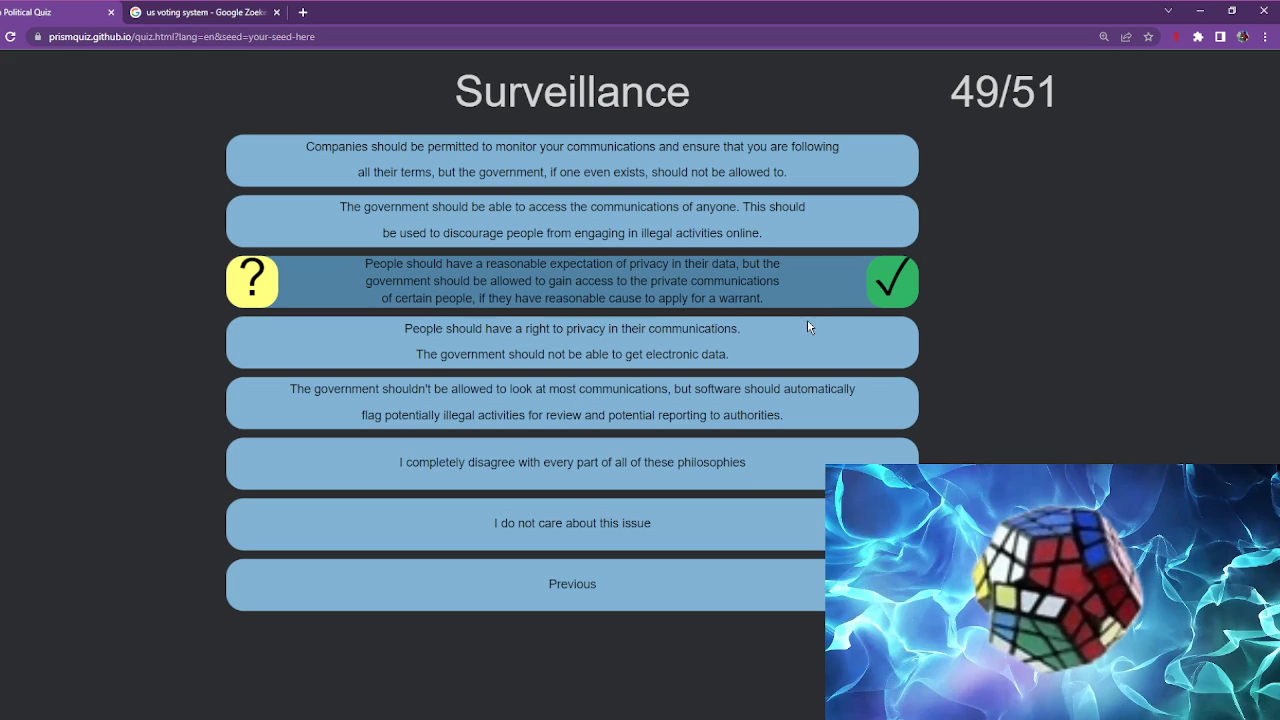 Political Quiz
us voting system - Google Zoeken
prismquiz.github.io/quiz.html?lang=en&seed=your-seed-here
Surveillance
49/51
Companies should be permitted to monitor your communications and ensure that you are following
all their terms, but the government, if one even exists, should not be allowed to.
The government should be able to access the communications of anyone. This should
be used to discourage people from engaging in illegal activities online.
?
People should have a reasonable expectation of privacy in their data, but the
government should be allowed to gain access to the private communications
of certain people, if they have reasonable cause to apply for a warrant.
✓
People should have a right to privacy in their communications.
The government should not be able to get electronic data.
The government shouldn't be allowed to look at most communications, but software should automatically
flag potentially illegal activities for review and potential reporting to authorities.
I completely disagree with every part of all of these philosophies
I do not care about this issue
Previous